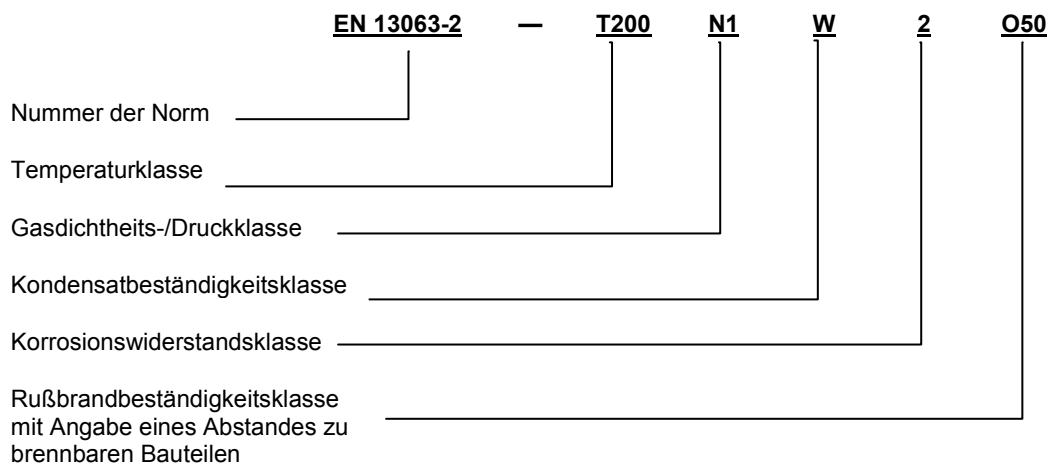 EN 13063-2 — T200 N1 W 2 O50
Nummer der Norm
Temperaturklasse
Gasdichtheits-/Druckklasse
Kondensatbeständigkeitsklasse
Korrosionswiderstandsklasse
Rußbrandbeständigkeitsklasse
mit Angabe eines Abstandes zu
brennbaren Bauteilen